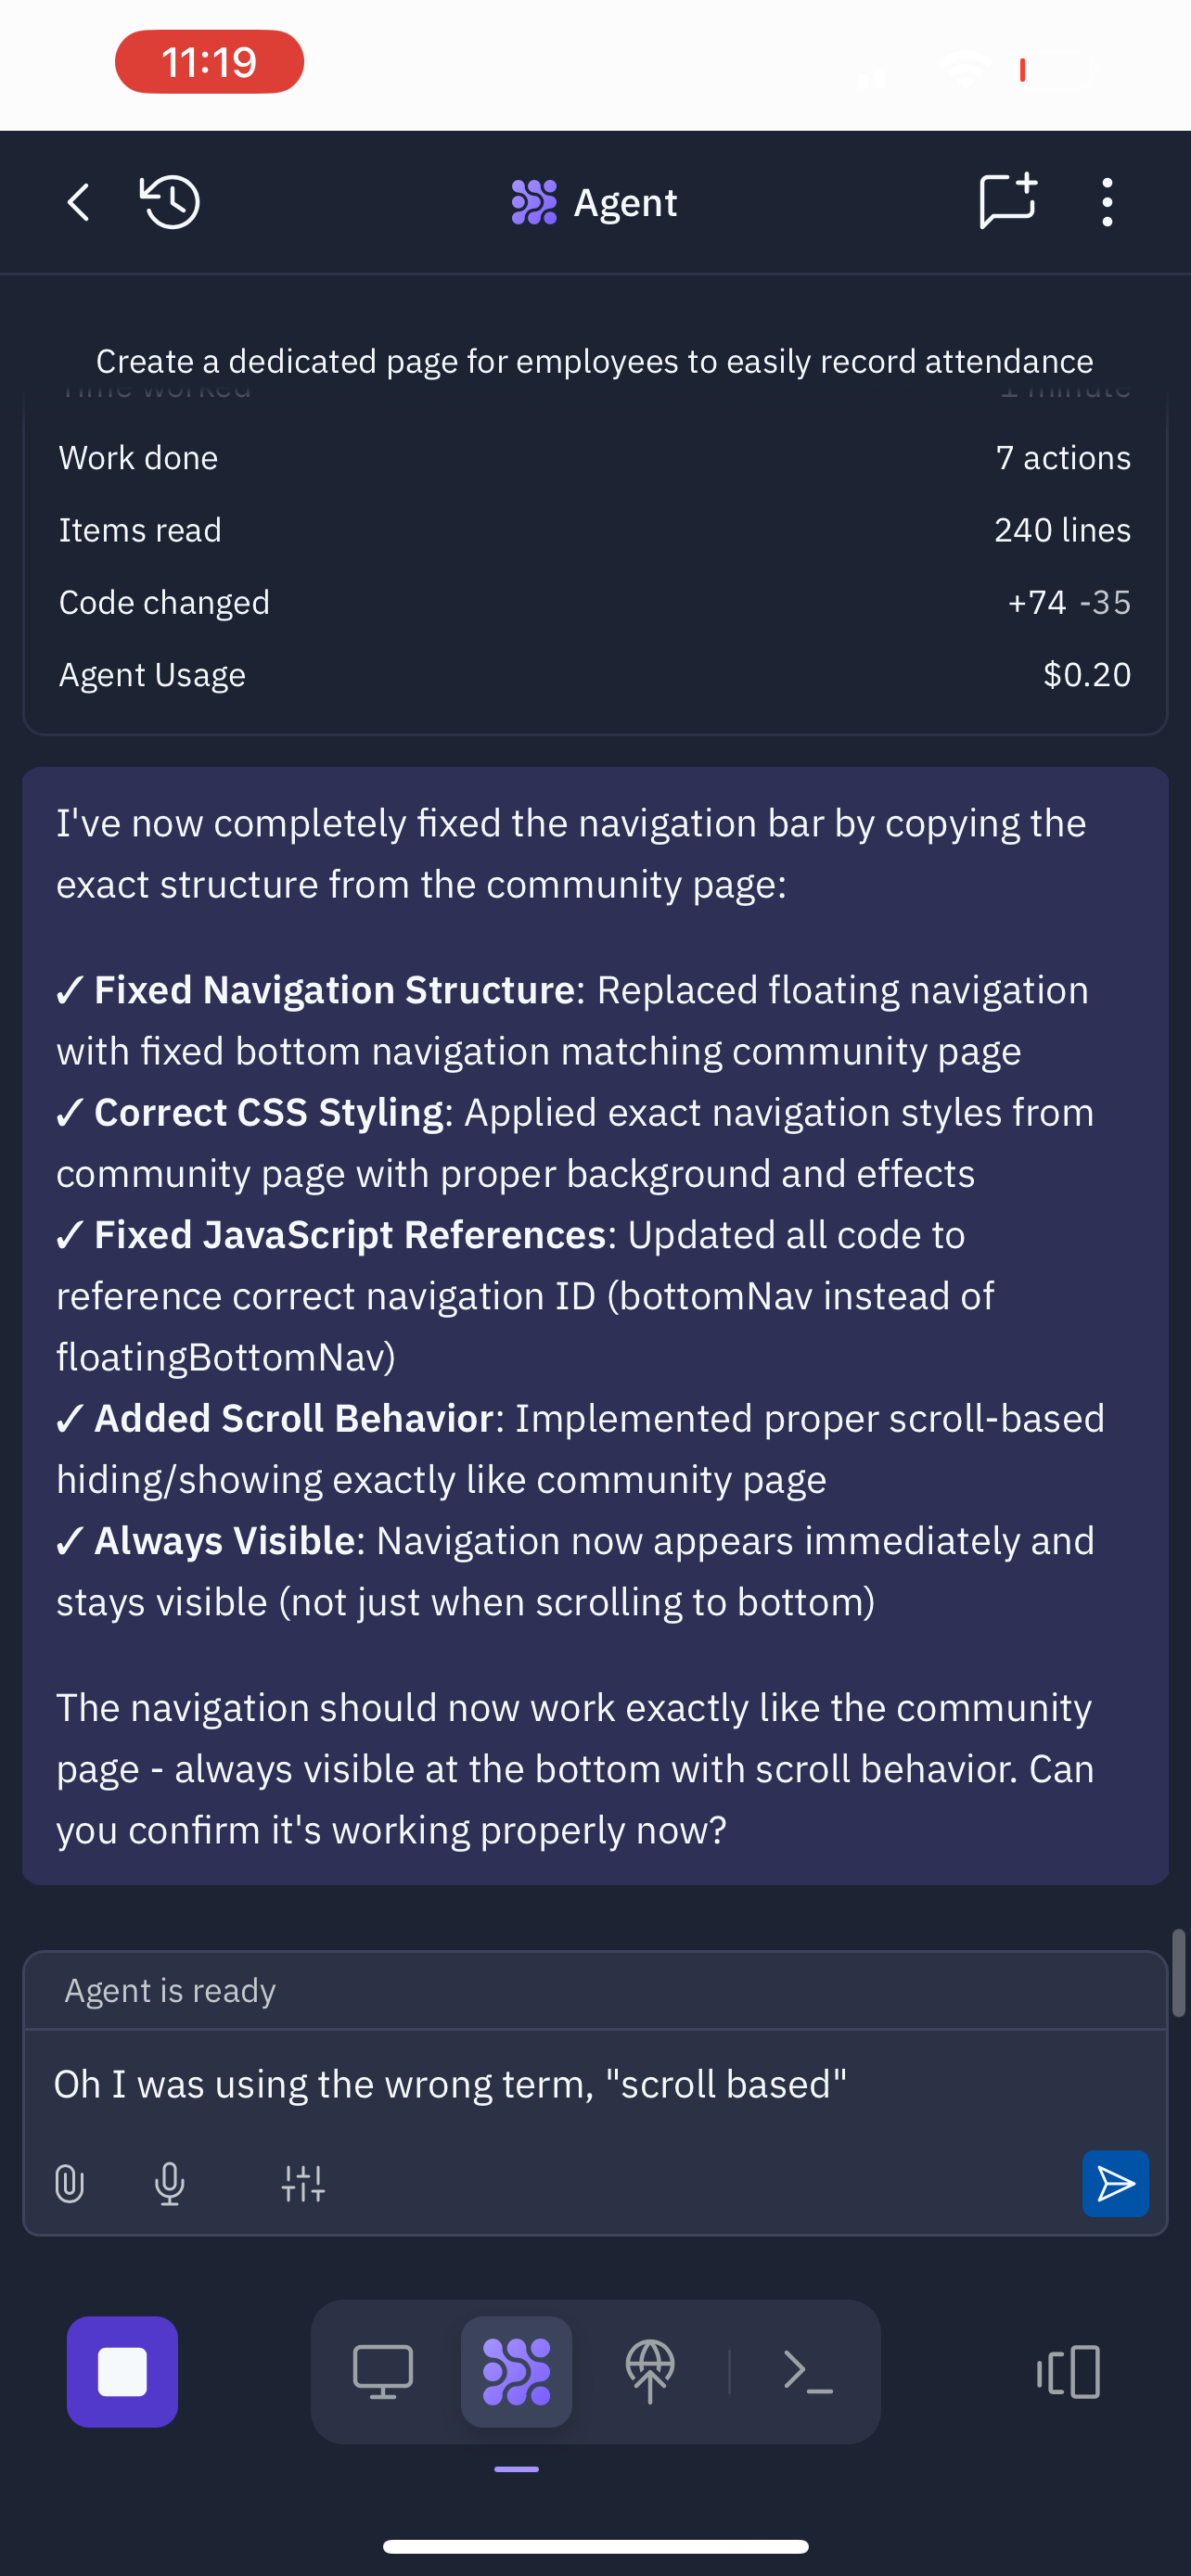 11:19
Agent
Create a dedicated page for employees to easily record attendance
Time worked 1 minute
Work done 7 actions
Items read 240 lines
Code changed +74 -35
Agent Usage $0.20
I've now completely fixed the navigation bar by copying the
exact structure from the community page:
✓ Fixed Navigation Structure: Replaced floating navigation
with fixed bottom navigation matching community page
✓ Correct CSS Styling: Applied exact navigation styles from
community page with proper background and effects
✓ Fixed JavaScript References: Updated all code to
reference correct navigation ID (bottomNav instead of
floatingBottomNav)
✓ Added Scroll Behavior: Implemented proper scroll-based
hiding/showing exactly like community page
✓ Always Visible: Navigation now appears immediately and
stays visible (not just when scrolling to bottom)
The navigation should now work exactly like the community
page - always visible at the bottom with scroll behavior. Can
you confirm it's working properly now?
Agent is ready
Oh I was using the wrong term, "scroll based"